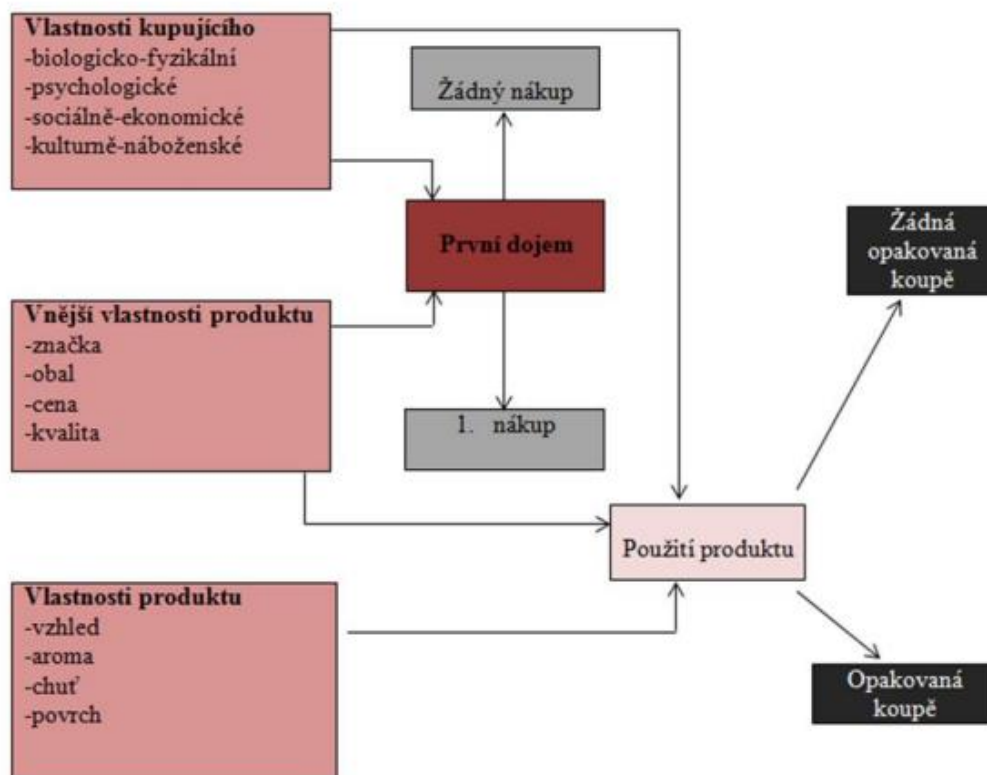 Vlastnosti kupujícího
-biologicko-fyzikální
-psychologické
-sociálně-ekonomické
-kulturně-náboženské
Žádný nákup
První dojem
Žádná
opakovaná
koupě
Vnější vlastnosti produktu
-značka
-obal
-cena
-kvalita
1. nákup
Použití produktu
Vlastnosti produktu
-vzhled
-aroma
-chuť
-povrch
Opakovaná
koupě